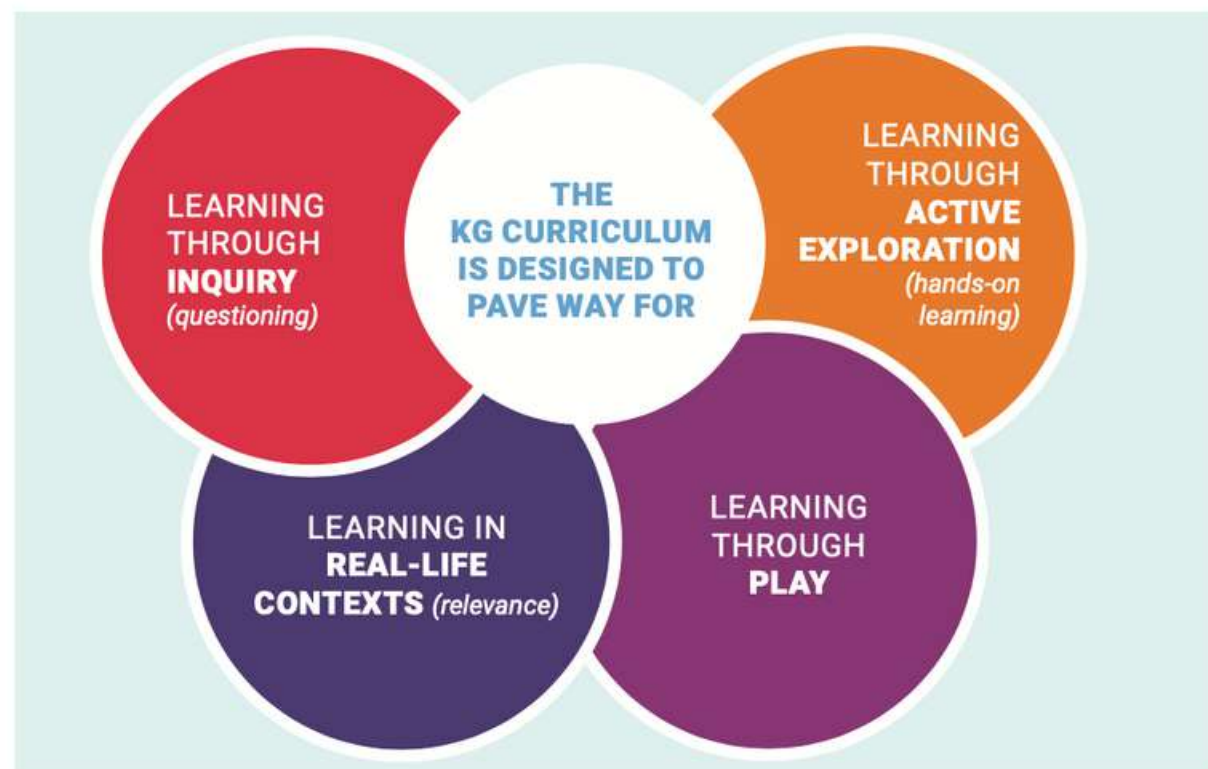 THE
KG CURRICULUM
IS DESIGNED TO
PAVE WAY FOR
LEARNING
THROUGH
INQUIRY
(questioning)
LEARNING
THROUGH
ACTIVE
EXPLORATION
(hands-on
learning)
LEARNING IN
REAL-LIFE
CONTEXTS (relevance)
LEARNING
THROUGH
PLAY